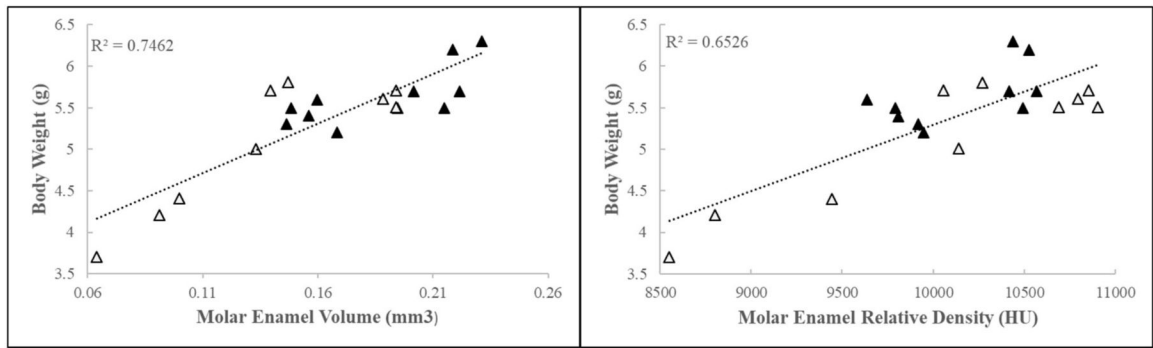 R² = 0.7462
Body Weight (g)
6.5
6
5.5
5
4.5
4
3.5
0.06 0.11 0.16 0.21 0.26
Molar Enamel Volume (mm3)
R² = 0.6526
Body Weight (g)
6.5
6
5.5
5
4.5
4
3.5
8500 9000 9500 10000 10500 11000
Molar Enamel Relative Density (HU)